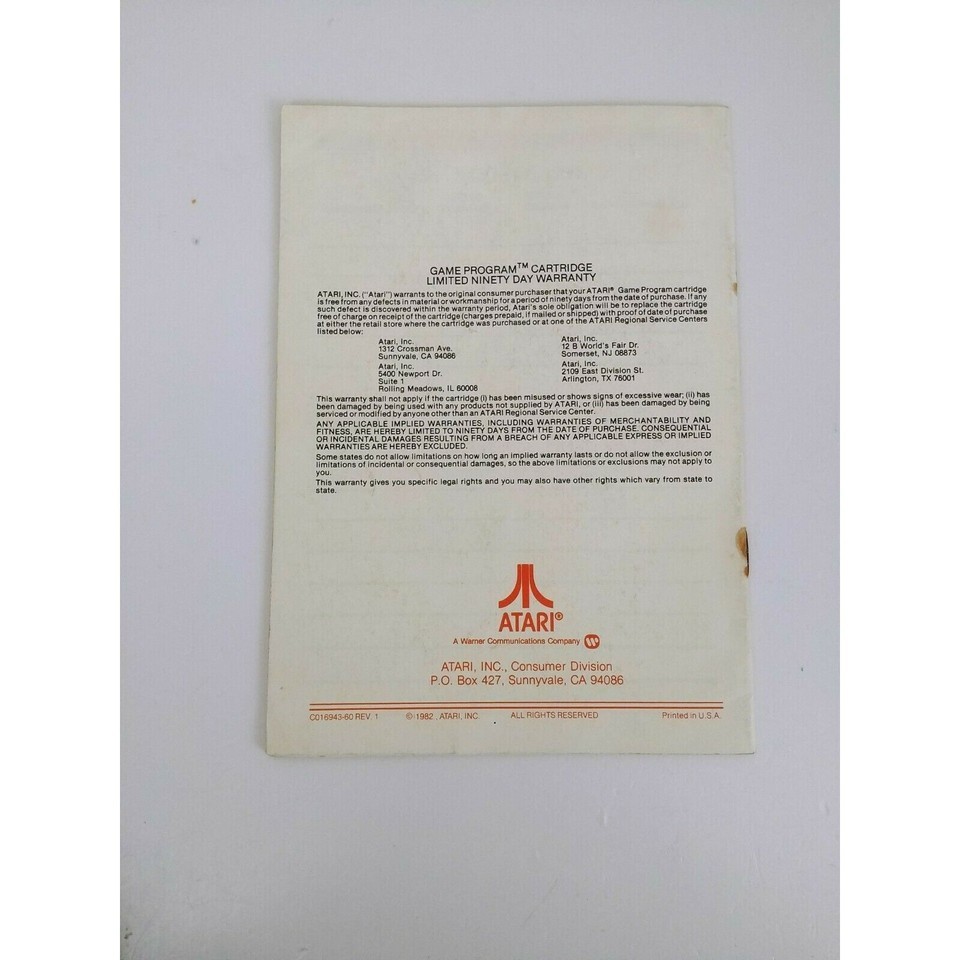 GAME PROGRAM™ CARTRIDGE
LIMITED NINETY DAY WARRANTY
ATARI, INC. ("Atari") warrants to the original consumer purchaser that your ATARI® Game Program cartridge
is free from any defects in material or workmanship for a period of ninety days from the date of purchase. If any
such defect is discovered within the warranty period, Atari's sole obligation will be to replace the cartridge
free of charge on receipt of the cartridge (charges prepaid, if mailed or shipped) with proof of date of purchase
at either the retail store where the cartridge was purchased or at one of the ATARI Regional Service Centers
listed below:
Atari, Inc.
1312 Crossman Ave.
Sunnyvale, CA 94086
Atari, Inc.
5400 Newport Dr.
Suite 1
Rolling Meadows, IL 60008
Atari, Inc.
12 B World's Fair Dr.
Somerset, NJ 08873
Atari, Inc.
2109 East Division St.
Arlington, TX 76001
This warranty shall not apply if the cartridge (i) has been misused or shows signs of excessive wear; (ii) has
been damaged by being used with any products not supplied by ATARI, or (iii) has been damaged by being
serviced or modified by anyone other than an ATARI Regional Service Center.
ANY APPLICABLE IMPLIED WARRANTIES, INCLUDING WARRANTIES OF MERCHANTABILITY AND
FITNESS, ARE HEREBY LIMITED TO NINETY DAYS FROM THE DATE OF PURCHASE. CONSEQUENTIAL
OR INCIDENTAL DAMAGES RESULTING FROM A BREACH OF ANY APPLICABLE EXPRESS OR IMPLIED
WARRANTIES ARE HEREBY EXCLUDED.
Some states do not allow limitations on how long an implied warranty lasts or do not allow the exclusion or
limitations of incidental or consequential damages, so the above limitations or exclusions may not apply to
you.
This warranty gives you specific legal rights and you may also have other rights which vary from state to
state.
ATARI®
A Warner Communications Company
ATARI, INC., Consumer Division
P.O. Box 427, Sunnyvale, CA 94086
C016943-60 REV. 1 © 1982, ATARI, INC. ALL RIGHTS RESERVED Printed in U.S.A.